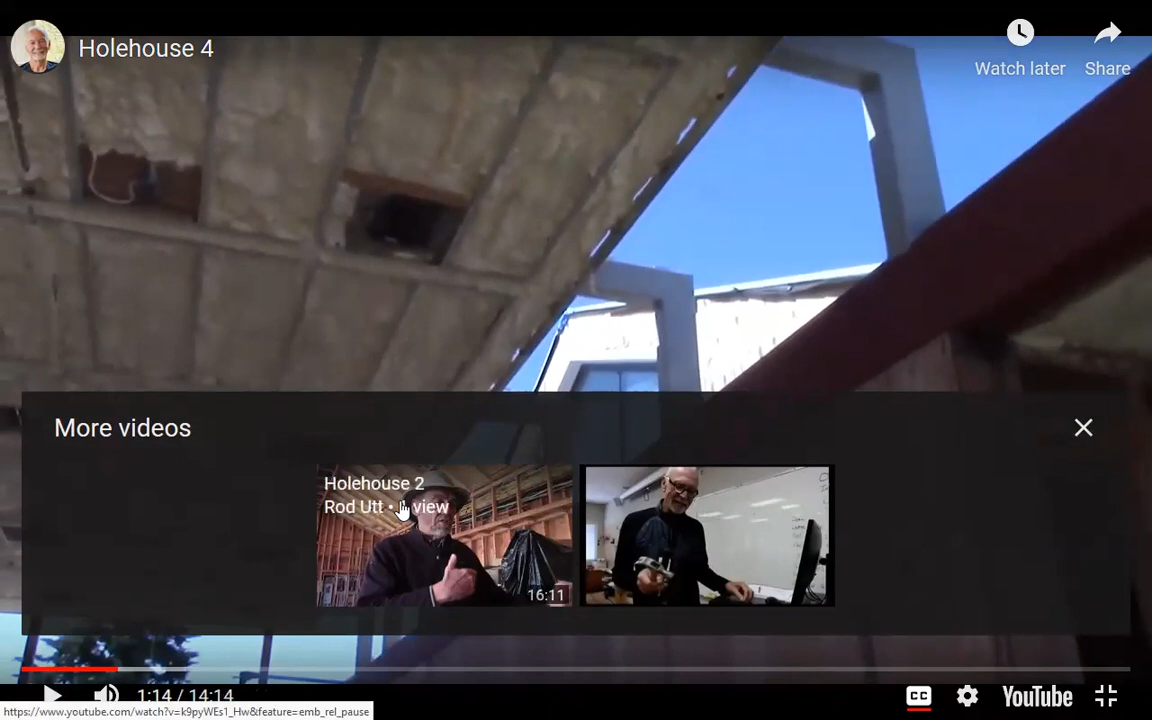 Holehouse 4
Watch later
Share
More videos
Holehouse 2
Rod Utt • view
16:11
1:14 / 14:14
CC
YouTube
https://www.youtube.com/watch?v=k9pyWEs1_Hw&feature=emb_rel_pause